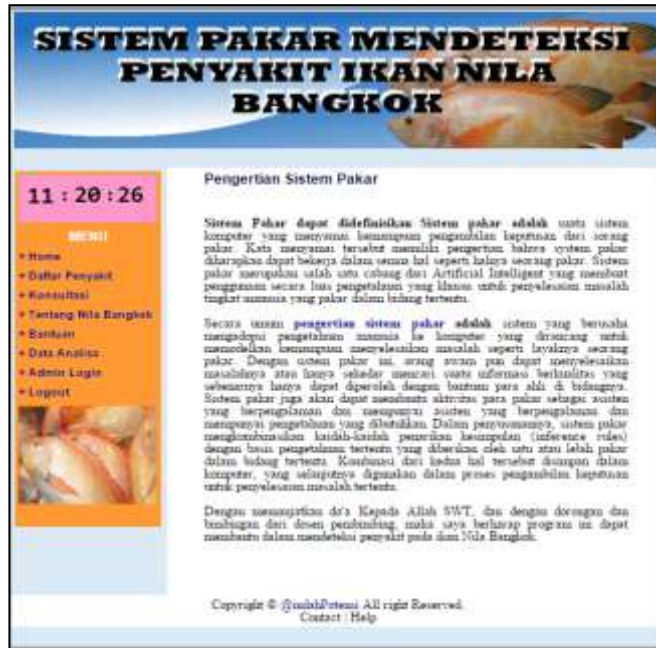 SISTEM PAKAR MENDETEKSI
PENYAKIT IKAN NILA
BANGKOK
11 : 20 : 26
MENU
Home
Daftar Penyakit
Konsultasi
Tentang Nila Bangkok
Bantuan
Data Analisa
Admin Login
Logout
Pengertian Sistem Pakar
Sistem Pakar dapat didefinisikan Sistem pakar adalah suatu sistem
komputer yang menyamai kemampuan pengambilan keputusan dari seorang
pakar. Kata menyamai tersebut memiliki pengertian bahwa system pakar
diharapkan dapat bekerja dalam semua hal seperti halnya seorang pakar. Sistem
pakar merupakan salah satu cabang dari Artificial Intelligent yang membuat
penggunaan secara luas pengetahuan yang khusus untuk penyelesaian masalah
tingkat manusia yang pakar dalam bidang tertentu.
Secara umum pengertian sistem pakar adalah sistem yang berusaha
mengadopsi pengetahuan manusia ke komputer yang dirancang untuk
memodelkan kemampuan menyelesaikan masalah seperti layaknya seorang
pakar. Dengan sistem pakar ini, orang awam pun dapat menyelesaikan
masalahnya atau hanya sekedar mencari suatu informasi berkualitas yang
sebenarnya hanya dapat diperoleh dengan bantuan para ahli di bidangnya.
Sistem pakar juga akan dapat membantu aktivitas para pakar sebagai asisten
yang berpengalaman dan mempunyai asisten yang berpengalaman dan
mempunyai pengetahuan yang dibutuhkan. Dalam penyusunannya, sistem pakar
mengkombinasikan kaidah-kaidah penarikan kesimpulan (inference rules)
dengan basis pengetahuan tertentu yang diberikan oleh satu atau lebih pakar
dalam bidang tertentu. Kombinasi dari kedua hal tersebut disimpan dalam
komputer, yang selanjutnya digunakan dalam proses pengambilan keputusan
untuk penyelesaian masalah tertentu.
Dengan memanjatkan do'a Kepada Allah SWT, dan dengan dorongan dan
bimbingan dari dosen pembimbing, maka saya berharap program ini dapat
membantu dalam mendeteksi penyakit pada ikan Nila Bangkok.
Copyright © All right Reserved.
Contact | Help